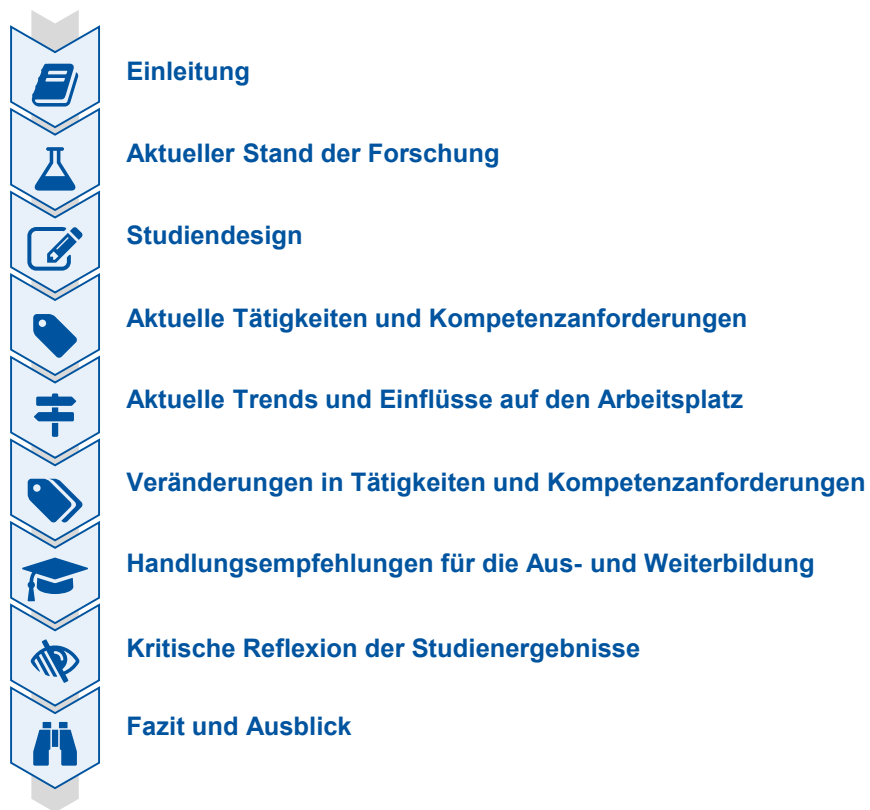 Einleitung
Aktueller Stand der Forschung
Studiendesign
Aktuelle Tätigkeiten und Kompetenzanforderungen
Aktuelle Trends und Einflüsse auf den Arbeitsplatz
Veränderungen in Tätigkeiten und Kompetenzanforderungen
Handlungsempfehlungen für die Aus- und Weiterbildung
Kritische Reflexion der Studienergebnisse
Fazit und Ausblick